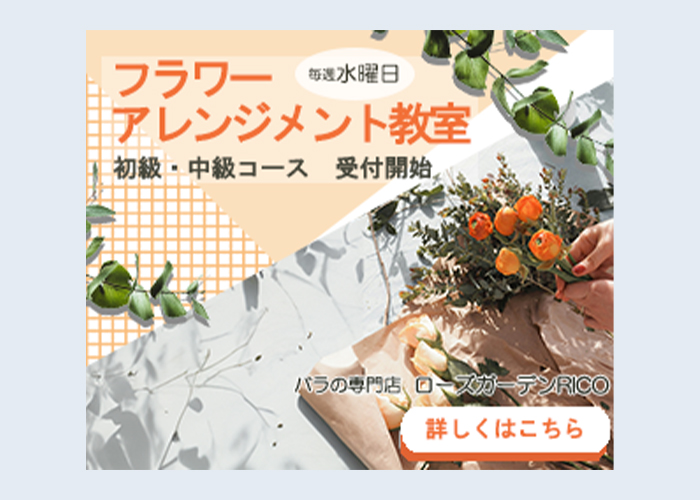 フラワー
毎週水曜日
アレンジメント教室
初級・中級コース 受付開始
バラの専門店 ローズガーデンRICO
詳しくはこちら